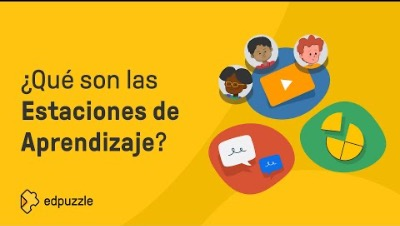 ¿Qué son las
Estaciones de
Aprendizaje?
edpuzzle